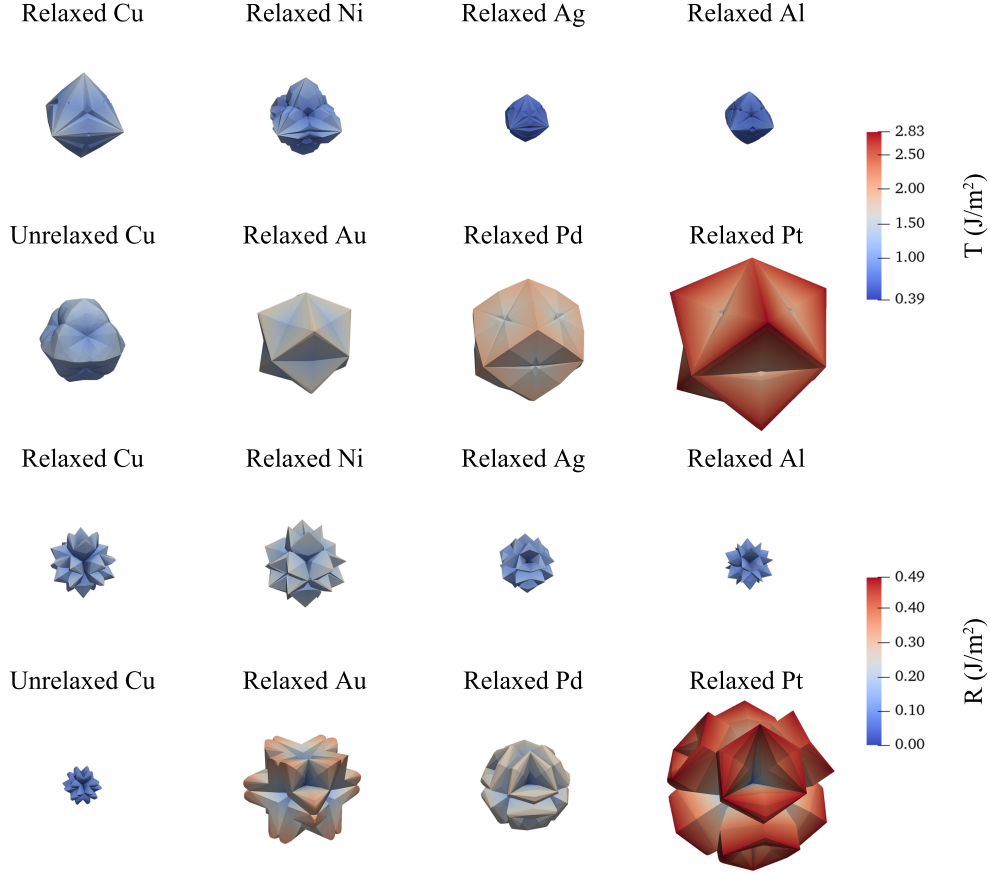 Relaxed Cu
Relaxed Ni
Relaxed Ag
Relaxed Al
2.83
2.50
2.00
1.50
1.00
0.39
T (J/m²)
Unrelaxed Cu
Relaxed Au
Relaxed Pd
Relaxed Pt
Relaxed Cu
Relaxed Ni
Relaxed Ag
Relaxed Al
0.49
0.40
0.30
0.20
0.10
0.00
R (J/m²)
Unrelaxed Cu
Relaxed Au
Relaxed Pd
Relaxed Pt